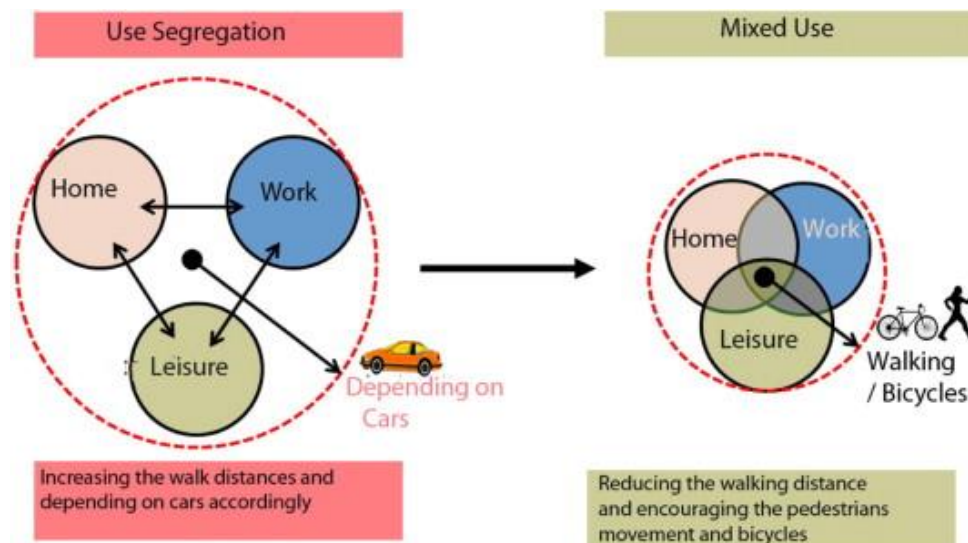 Use Segregation
Mixed Use
Home
Work
Leisure
Depending on
Cars
Home
Work
Leisure
Walking
/ Bicycles
Increasing the walk distances and
depending on cars accordingly
Reducing the walking distance
and encouraging the pedestrians
movement and bicycles